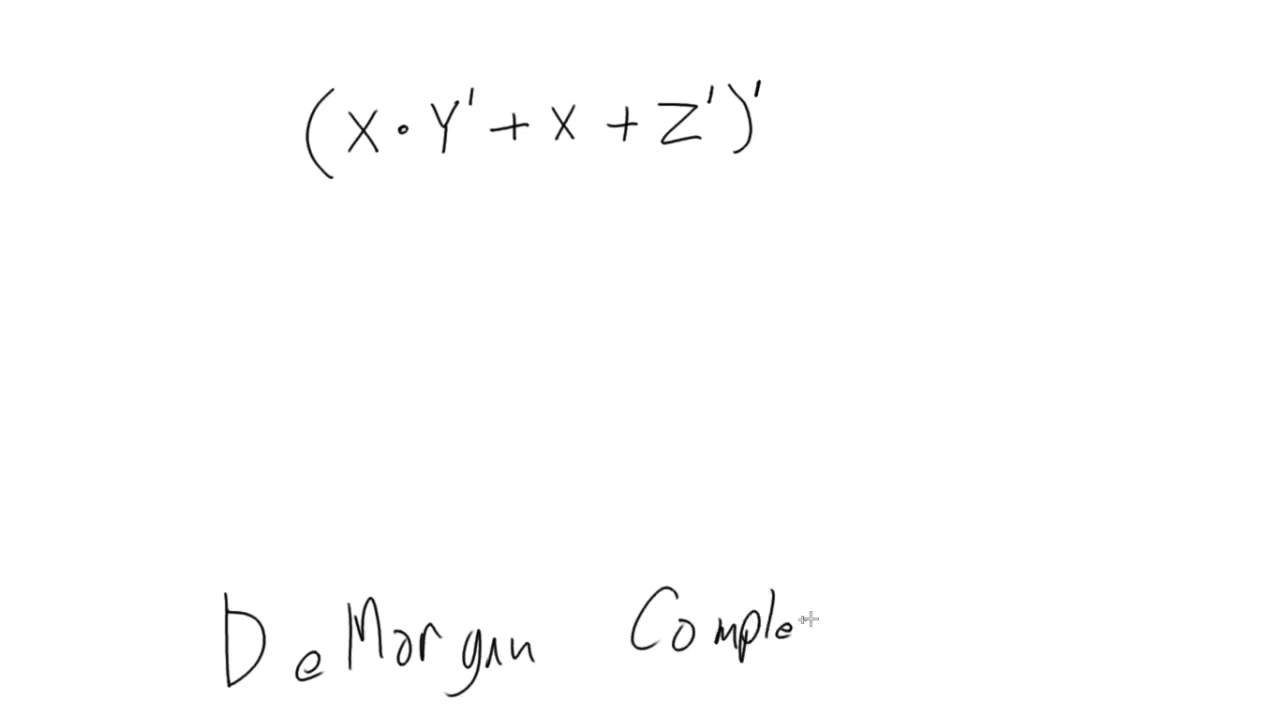 (X · Y' + X + Z')'
DeMorgan Comple